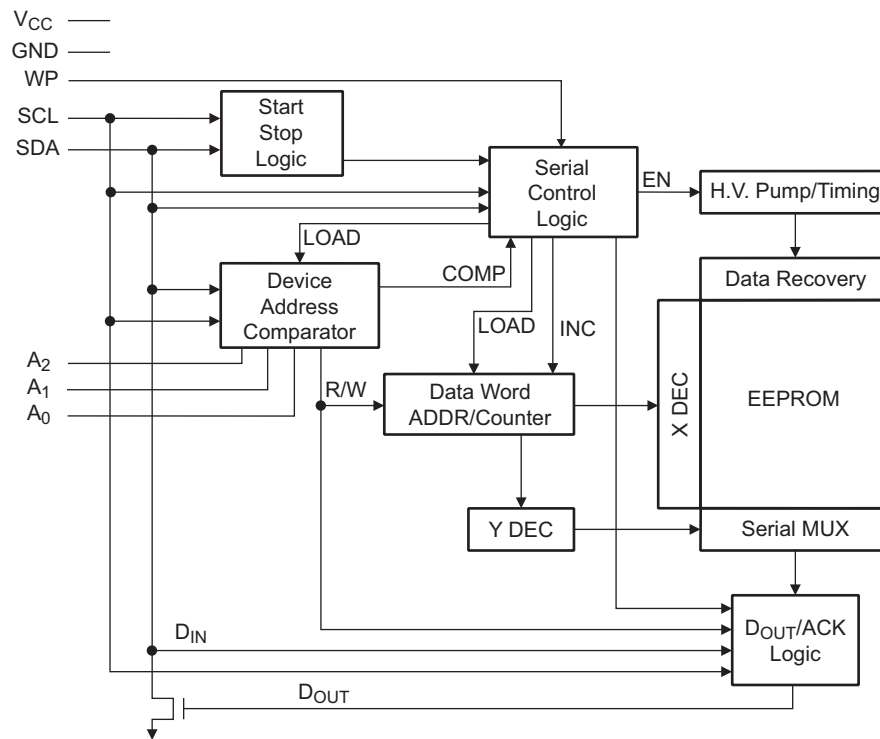 VCC
GND
WP
SCL
SDA
Start
Stop
Logic
Serial
Control
Logic
EN
H.V. Pump/Timing
LOAD
COMP
Device
Address
Comparator
Data Recovery
LOAD
INC
A2
A1
A0
R/W
Data Word
ADDR/Counter
X DEC
EEPROM
Y DEC
Serial MUX
DIN
DOUT/ACK
Logic
DOUT